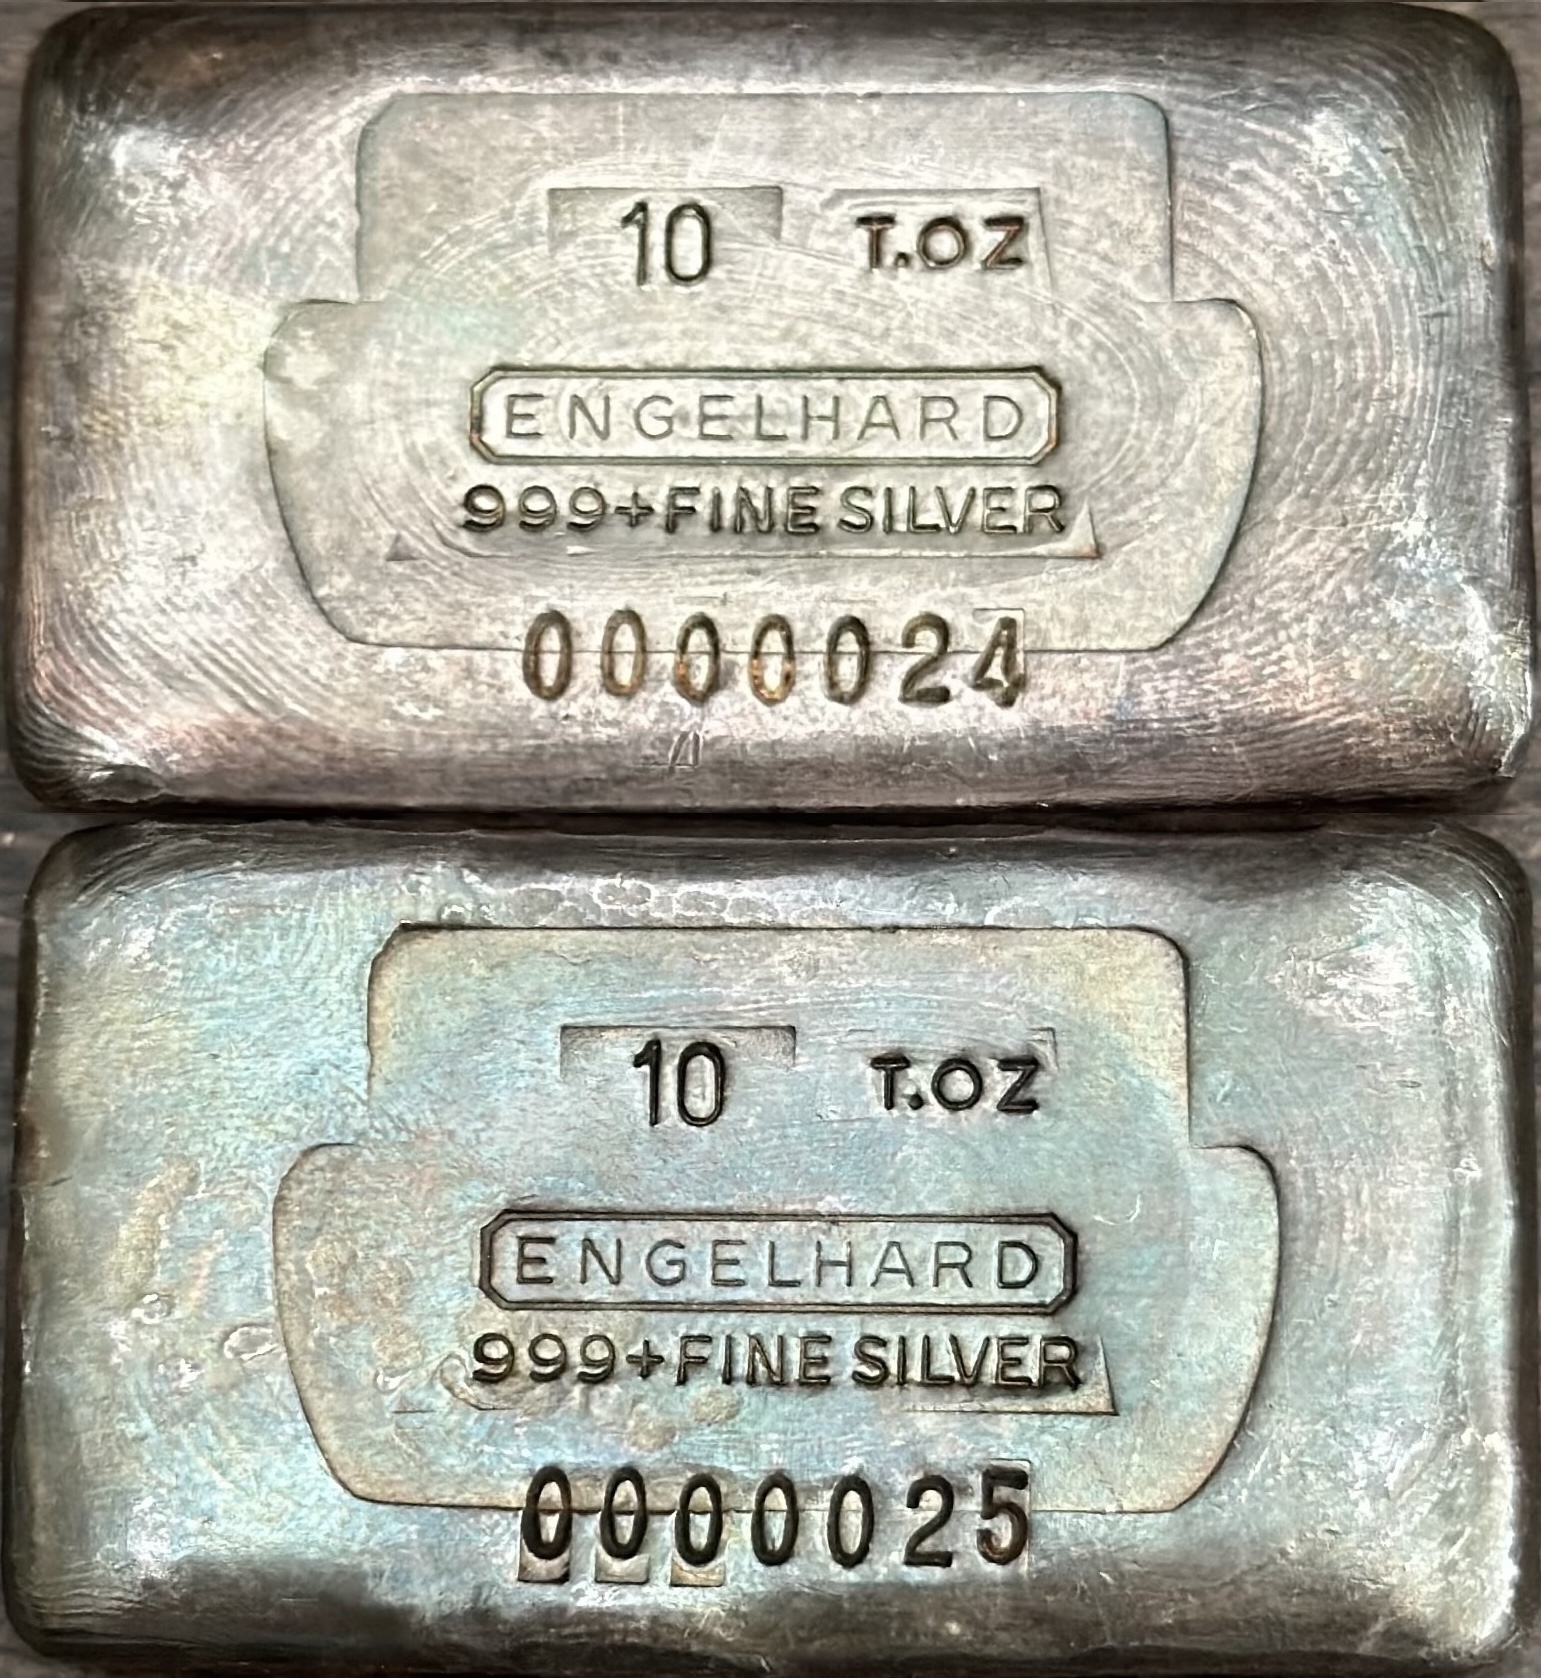 10 T.OZ
ENGELHARD
999+FINE SILVER
0000024
10 T.OZ
ENGELHARD
999+FINE SILVER
0000025